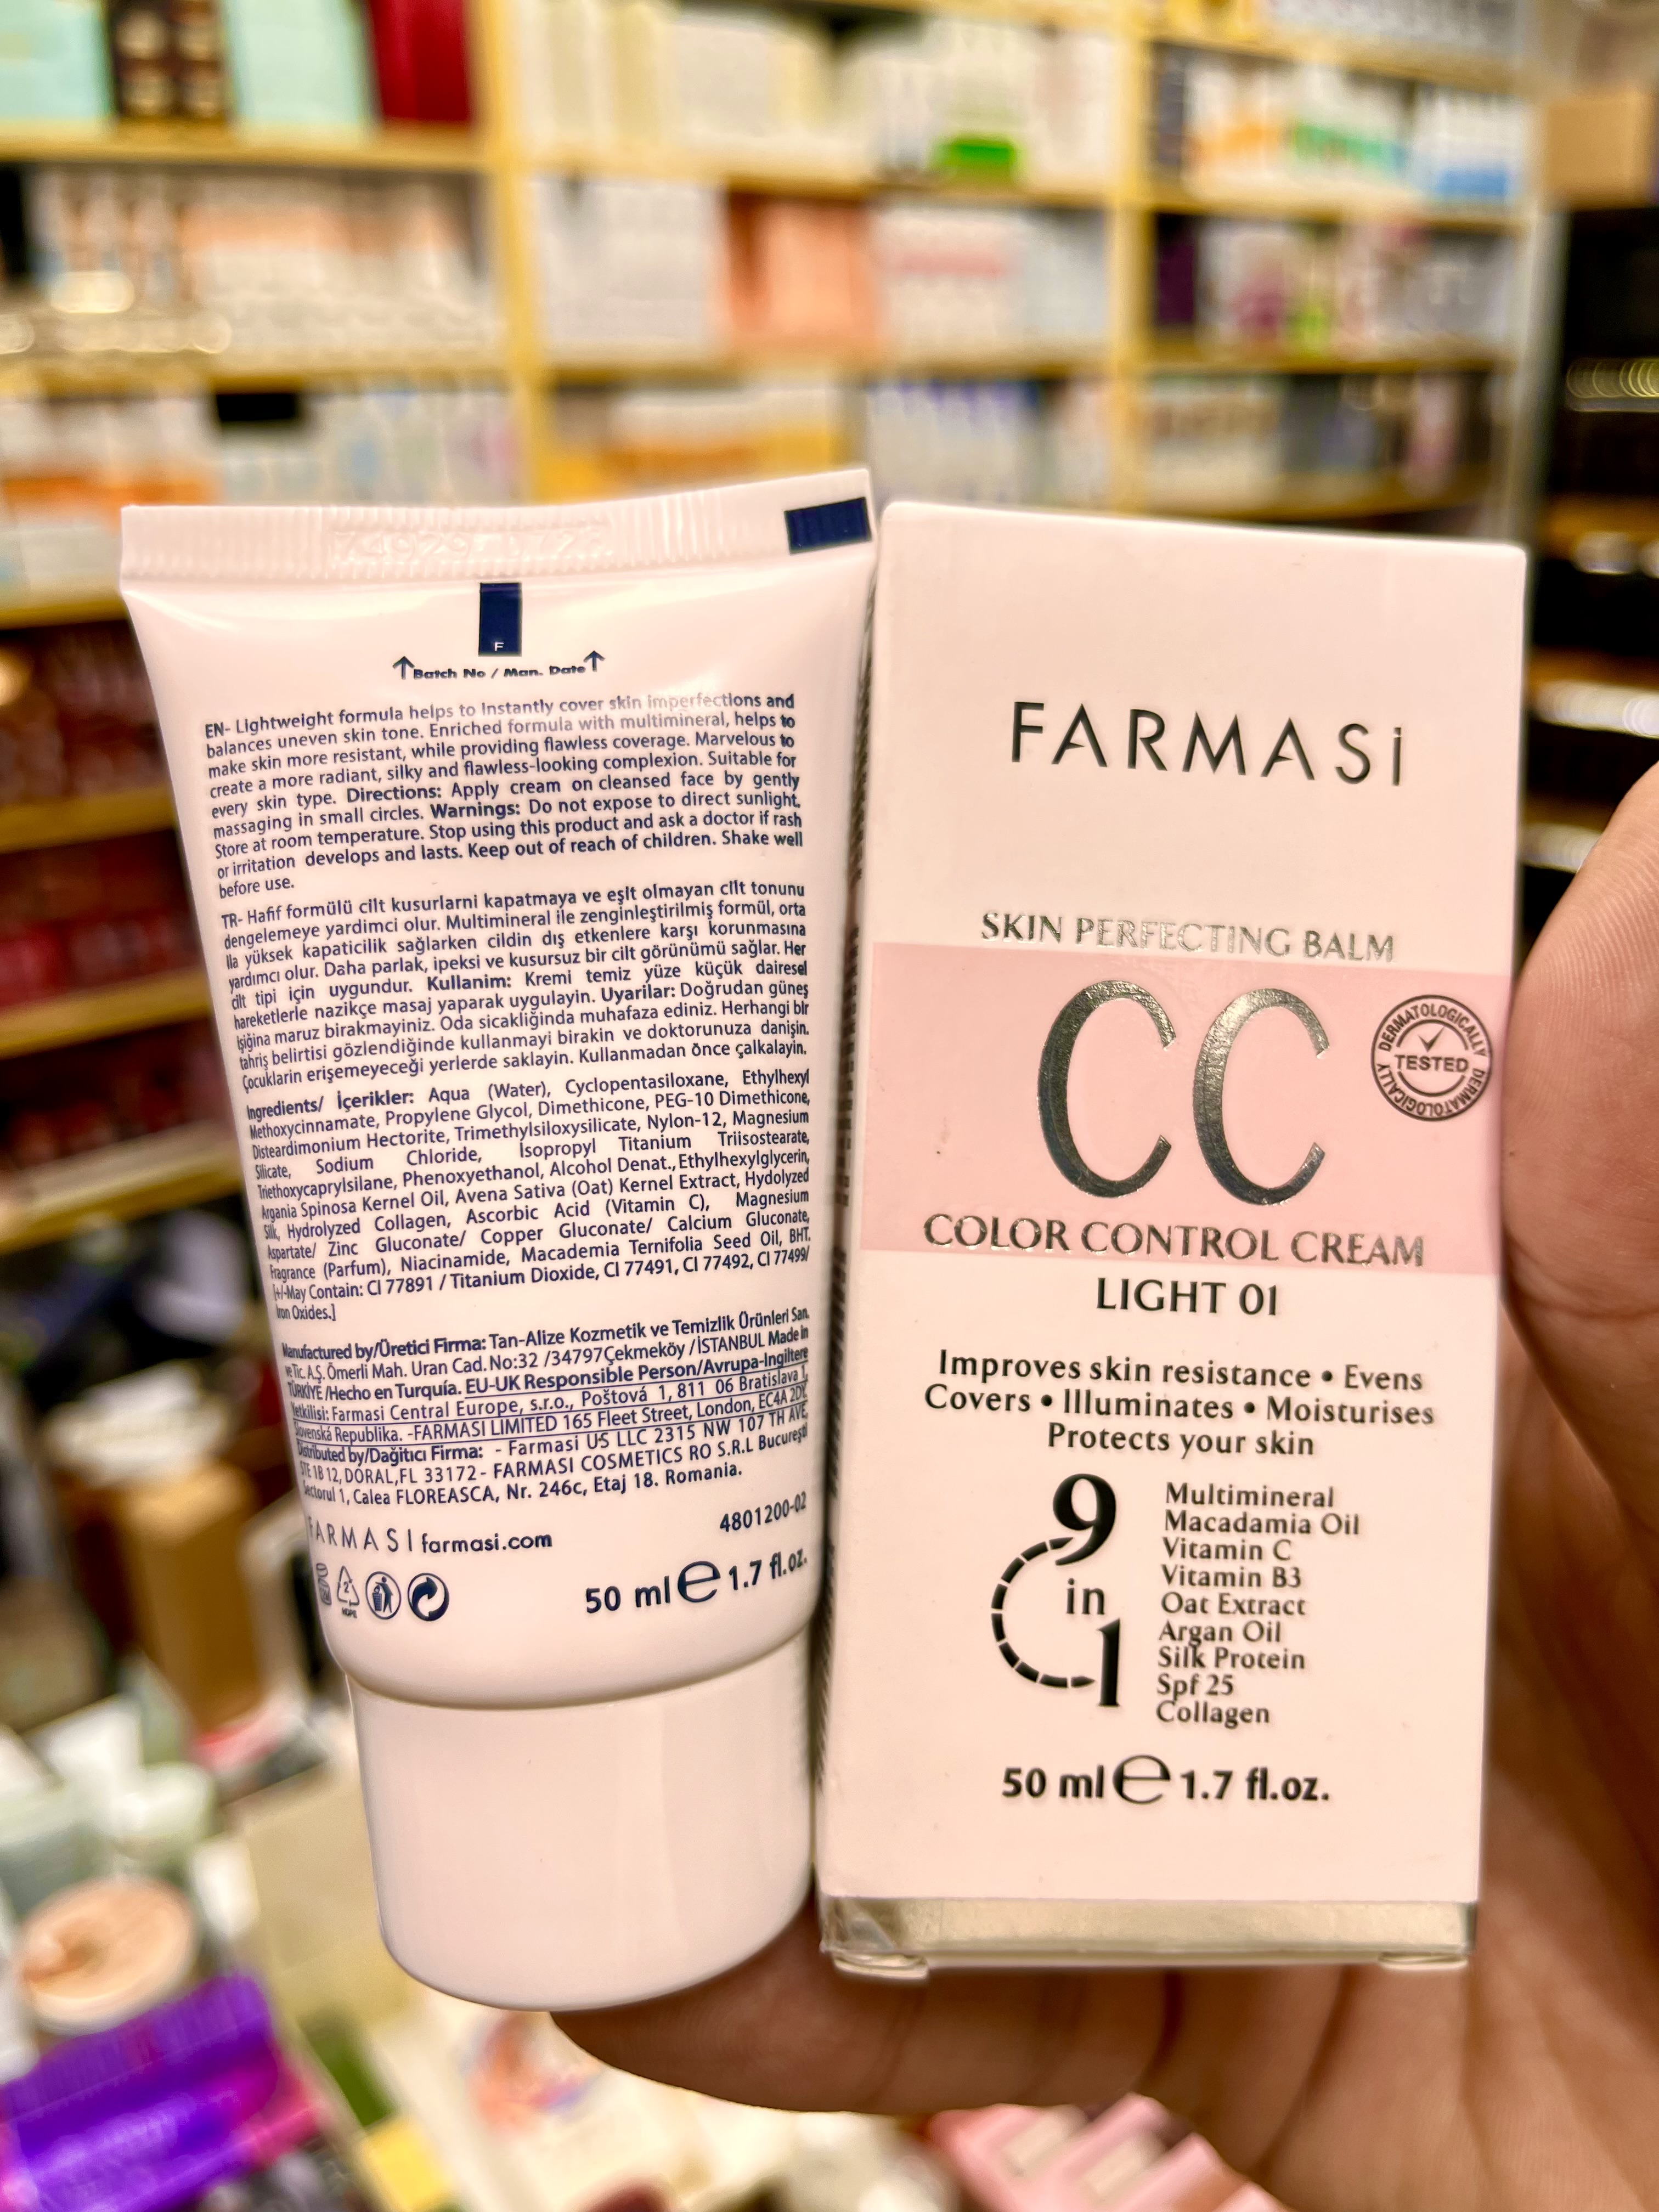 F
Batch No / Man. Date
EN- Lightweight formula helps to Instantly cover skin imperfections and
balances uneven skin tone. Enriched formula with multimineral, helps to
make skin more resistant, while providing flawless coverage. Marvelous to
create a more radiant, silky and flawless-looking complexion. Suitable for
every skin type. Directions: Apply cream on cleansed face by gently
massaging in small circles. Warnings: Do not expose to direct sunlight.
Store at room temperature. Stop using this product and ask a doctor if rash
or irritation develops and lasts. Keep out of reach of children. Shake well
before use.
TR- Hafif formülü cilt kusurlarni kapatmaya ve eşit olmayan cilt tonunu
dengelemeye yardimci olur. Multimineral ile zenginleştirilmiş formül, orta
Ila yüksek kapaticilik sağlarken cildin dış etkenlere karşı korunmasına
yardımcı olur. Daha parlak, ipeksi ve kusursuz bir cilt görünümü sağlar. Her
cilt tipi için uygundur. Kullanim: Kremi temiz yüze küçük dairesel
hareketlerle nazikçe masaj yaparak uygulayin. Uyarilar: Doğrudan güneş
Işiğina maruz birakmayiniz. Oda sicakliğinda muhafaza ediniz. Herhangi bir
tahriş belirtisi gözlendiğinde kullanmayi birakin ve doktorunuza danişin.
Çocuklarin erişemeyeceği yerlerde saklayin. Kullanmadan önce çalkalayin.
Ingredients/ İçerikler: Aqua (Water), Cyclopentasiloxane, Ethylhexyl
Methoxycinnamate, Propylene Glycol, Dimethicone, PEG-10 Dimethicone,
Disteardimonium Hectorite, Trimethylsiloxysilicate, Nylon-12, Magnesium
Silicate, Sodium Chloride, Isopropyl Titanium Triisostearate,
Triethoxycaprylsilane, Phenoxyethanol, Alcohol Denat., Ethylhexylglycerin,
Argania Spinosa Kernel Oil, Avena Sativa (Oat) Kernel Extract, Hydolyzed
Silk, Hydrolyzed Collagen, Ascorbic Acid (Vitamin C), Magnesium
Aspartate/ Zinc Gluconate/ Copper Gluconate/ Calcium Gluconate,
Fragrance (Parfum), Niacinamide, Macademia Ternifolia Seed Oil, BHT.
[+/-May Contain: CI 77891 / Titanium Dioxide, CI 77491, CI 77492, CI 77499/
Iron Oxides.]
Manufactured by/Üretici Firma: Tan-Alize Kozmetik ve Temizlik Ürünleri San.
ve Tic. A.Ş. Ömerli Mah. Uran Cad. No:32 /34797 Çekmeköy /İSTANBUL Made in
TÜRKİYE /Hecho en Turquía. EU-UK Responsible Person/Avrupa-Ingiltere
Yetkilisi: Farmasi Central Europe, s.r.o., Poštová 1, 811 06 Bratislava 1,
Slovenská Republika. -FARMASI LIMITED 165 Fleet Street, London, EC4A 2DY,
Distributed by/Dağitıcı Firma: - Farmasi US LLC 2315 NW 107 TH AVE,
STE 1B 12, DORAL,FL 33172 - FARMASI COSMETICS RO S.R.L Bucureşti
Sectorul 1, Calea FLOREASCA, Nr. 246c, Etaj 18. Romania.
FARMASI farmasi.com
4801200-02
2
HDPE
50 ml e 1.7 fl.oz.
FARMASi
SKIN PERFECTING BALM
CC
DERMATOLOGICALLY
TESTED
DERMATOLOGICALLY
COLOR CONTROL CREAM
LIGHT 01
Improves skin resistance • Evens
Covers • Illuminates • Moisturises
Protects your skin
9 in 1
Multimineral
Macadamia Oil
Vitamin C
Vitamin B3
Oat Extract
Argan Oil
Silk Protein
Spf 25
Collagen
50 ml e 1.7 fl.oz.